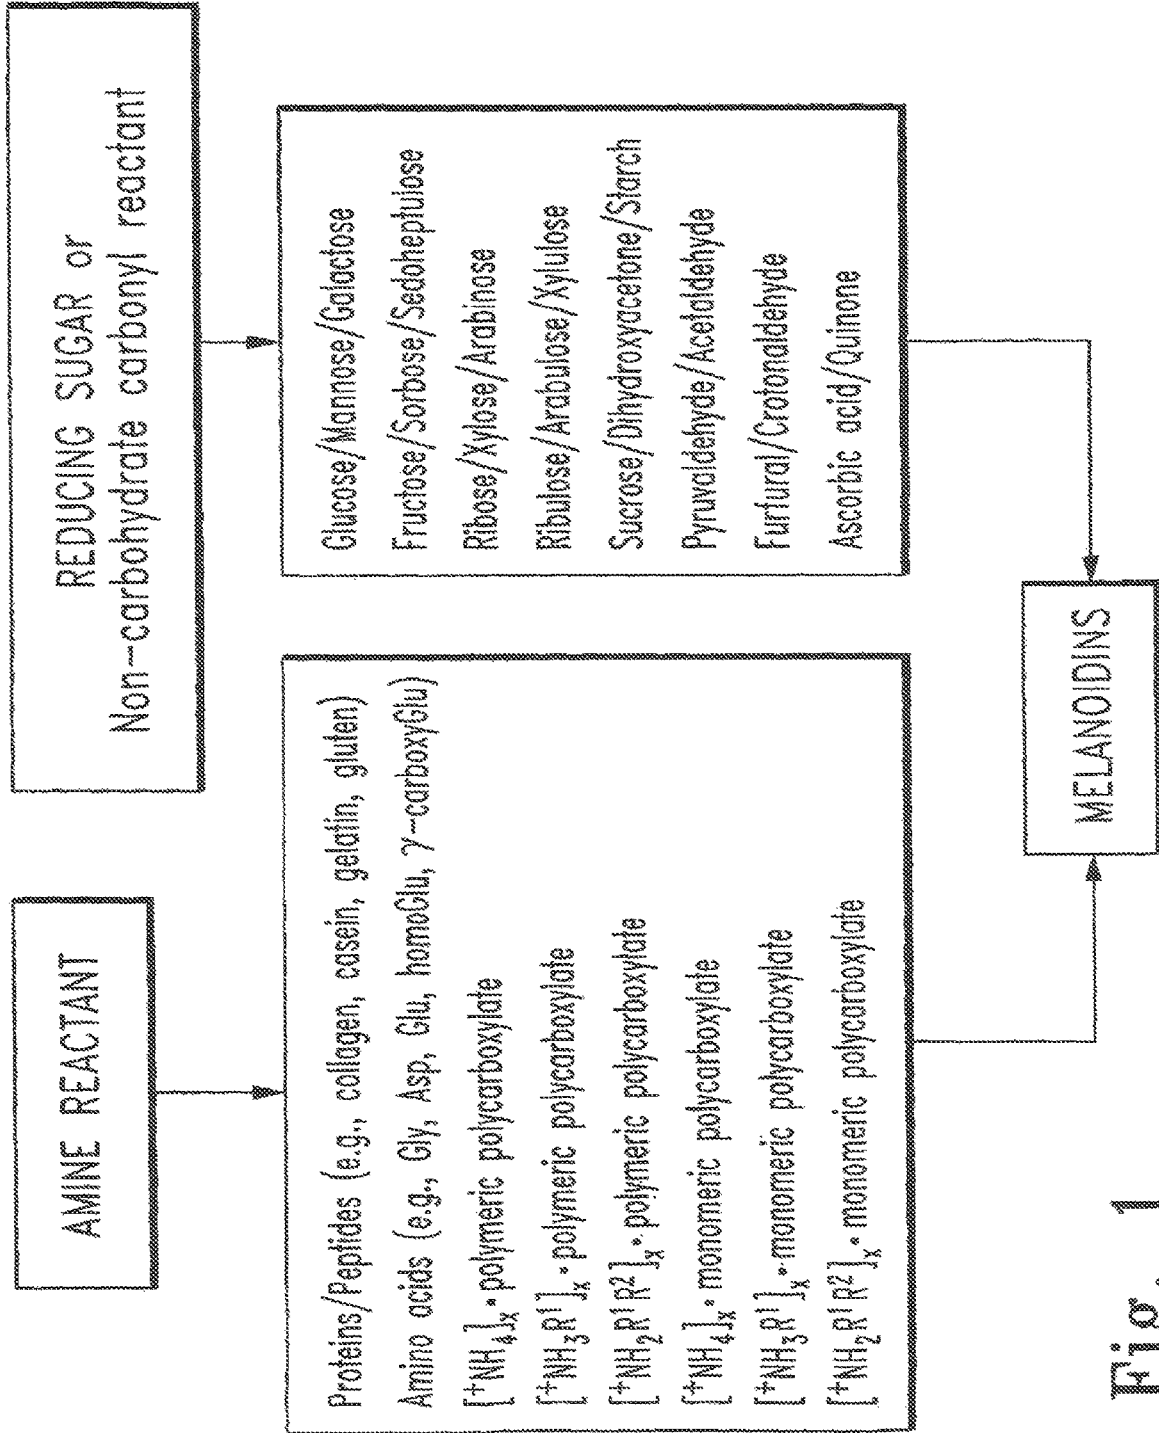 AMINE REACTANT
Proteins/Peptides (e.g., collagen, casein, gelatin, gluten)
Amino acids (e.g., Gly, Asp, Glu, homoGlu, γ-carboxyGlu)
[⁺NH₄]ₓ•polymeric polycarboxylate
[⁺NH₃R¹]ₓ•polymeric polycarboxylate
[⁺NH₂R¹R²]ₓ•polymeric polycarboxylate
[⁺NH₄]ₓ•monomeric polycarboxylate
[⁺NH₃R¹]ₓ•monomeric polycarboxylate
[⁺NH₂R¹R²]ₓ•monomeric polycarboxylate
REDUCING SUGAR or
Non-carbohydrate carbonyl reactant
Glucose/Mannose/Galactose
Fructose/Sorbose/Sedoheptulose
Ribose/Xylose/Arabinose
Ribulose/Arabulose/Xylulose
Sucrose/Dihydroxyacetone/Starch
Pyruvaldehyde/Acetaldehyde
Furfural/Crotonaldehyde
Ascorbic acid/Quinone
MELANOIDINS
Fig. 1